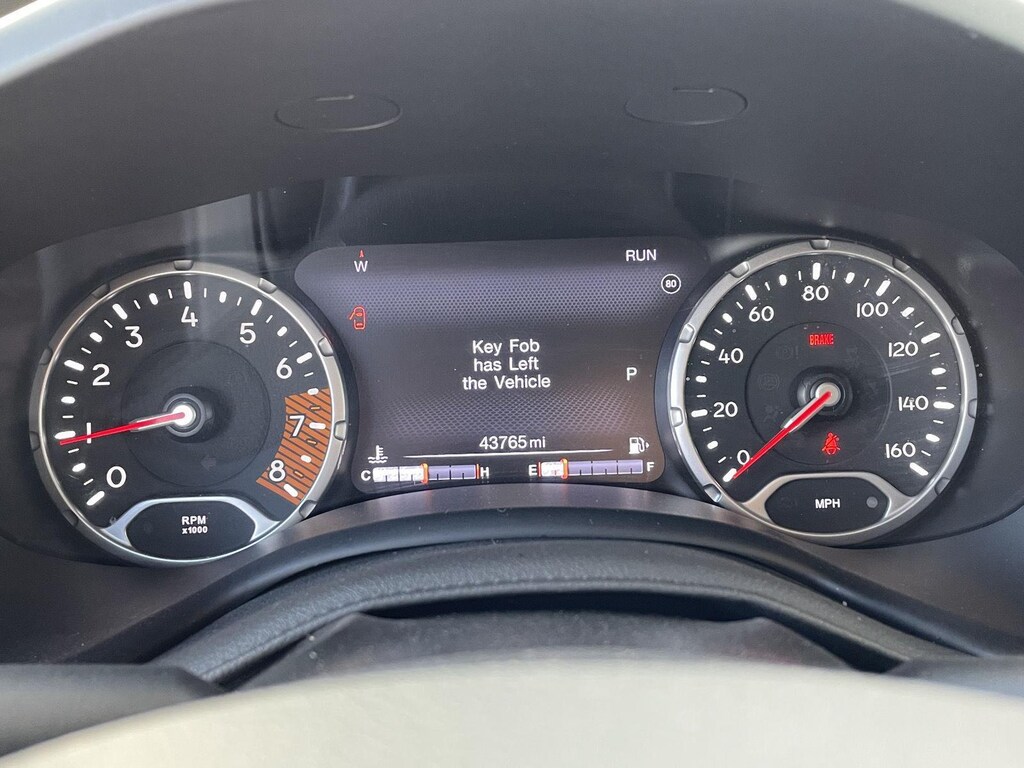 W
RUN
80
Key Fob
has Left
the Vehicle
P
43765 mi
C H
E F
0
1
2
3
4
5
6
7
8
RPM
x1000
0
20
40
60
80
100
120
140
160
BRAKE
MPH